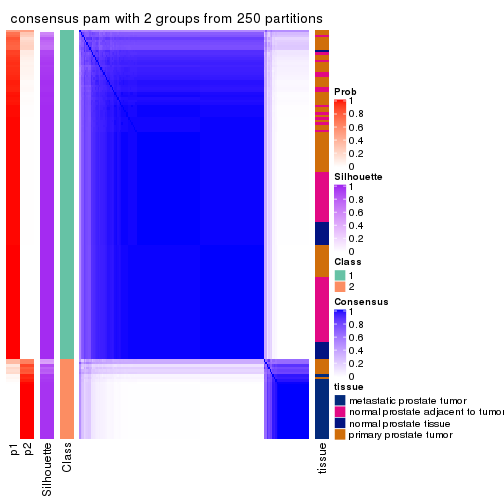 consensus pam with 2 groups from 250 partitions
Prob
1
0.8
0.6
0.4
0.2
0
Silhouette
1
0.8
0.6
0.4
0.2
0
Class
1
2
Consensus
1
0.8
0.6
0.4
0.2
0
tissue
metastatic prostate tumor
normal prostate adjacent to tumor
normal prostate tissue
primary prostate tumor
p1
p2
Silhouette
Class
tissue